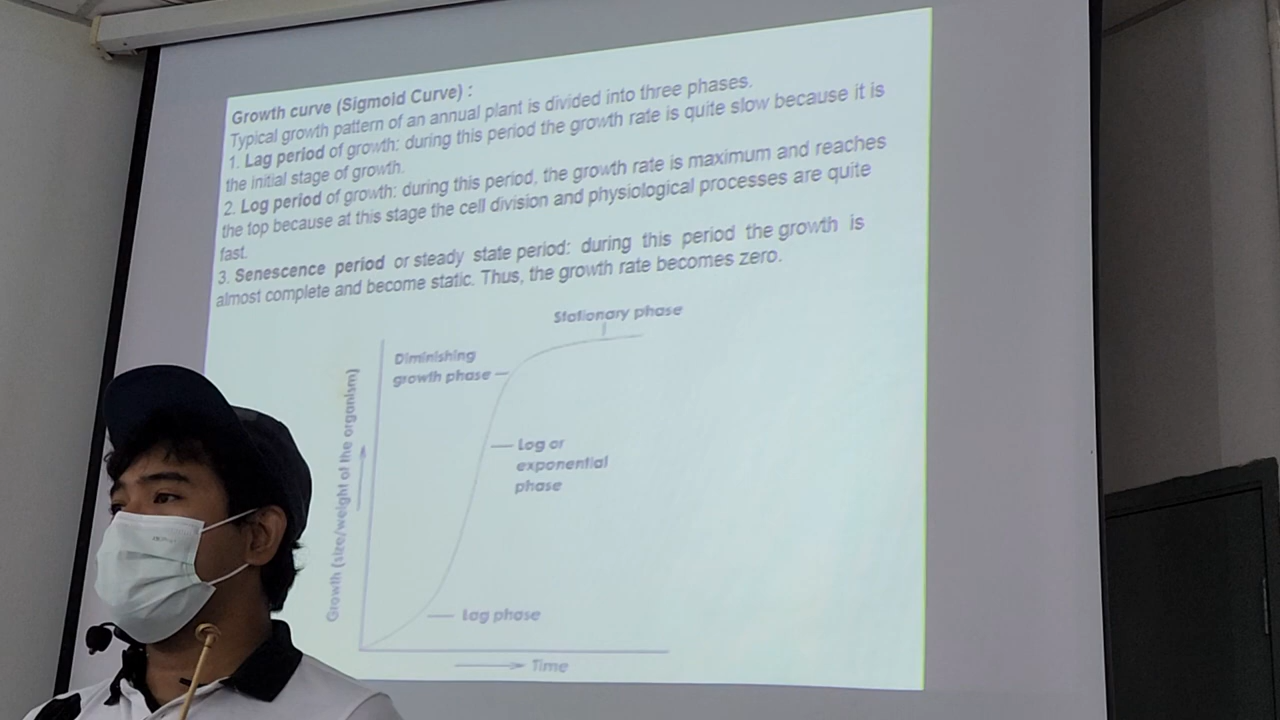 Growth curve (Sigmoid Curve) :
Typical growth pattern of an annual plant is divided into three phases.
1. Lag period of growth: during this period the growth rate is quite slow because it is
the initial stage of growth.
2. Log period of growth: during this period, the growth rate is maximum and reaches
the top because at this stage the cell division and physiological processes are quite
fast.
3. Senescence period or steady state period: during this period the growth is
almost complete and become static. Thus, the growth rate becomes zero.
Stationary phase
Diminishing
growth phase
Log or
exponential
phase
Growth (size/weight of the organism)
Lag phase
Time